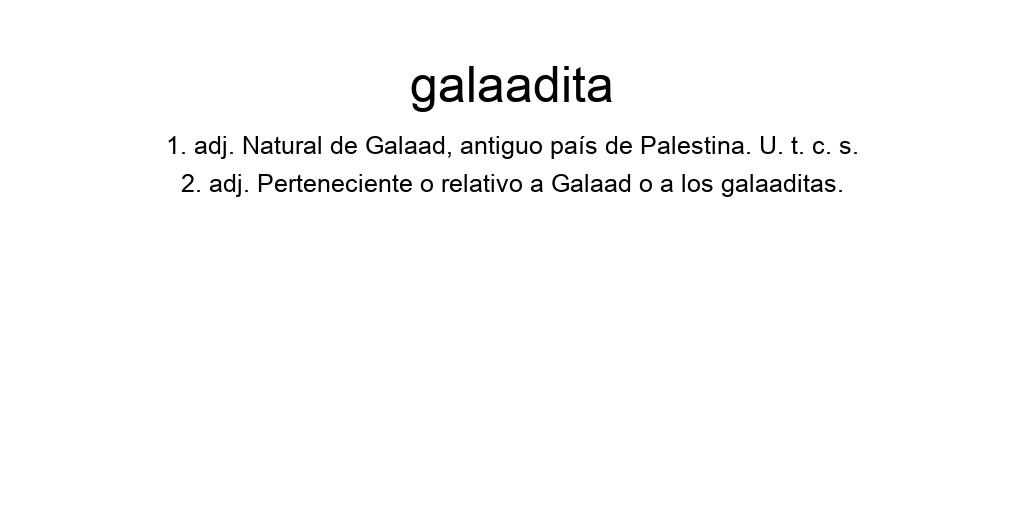 galaadita
1. adj. Natural de Galaad, antiguo país de Palestina. U. t. c. s.
2. adj. Perteneciente o relativo a Galaad o a los galaaditas.